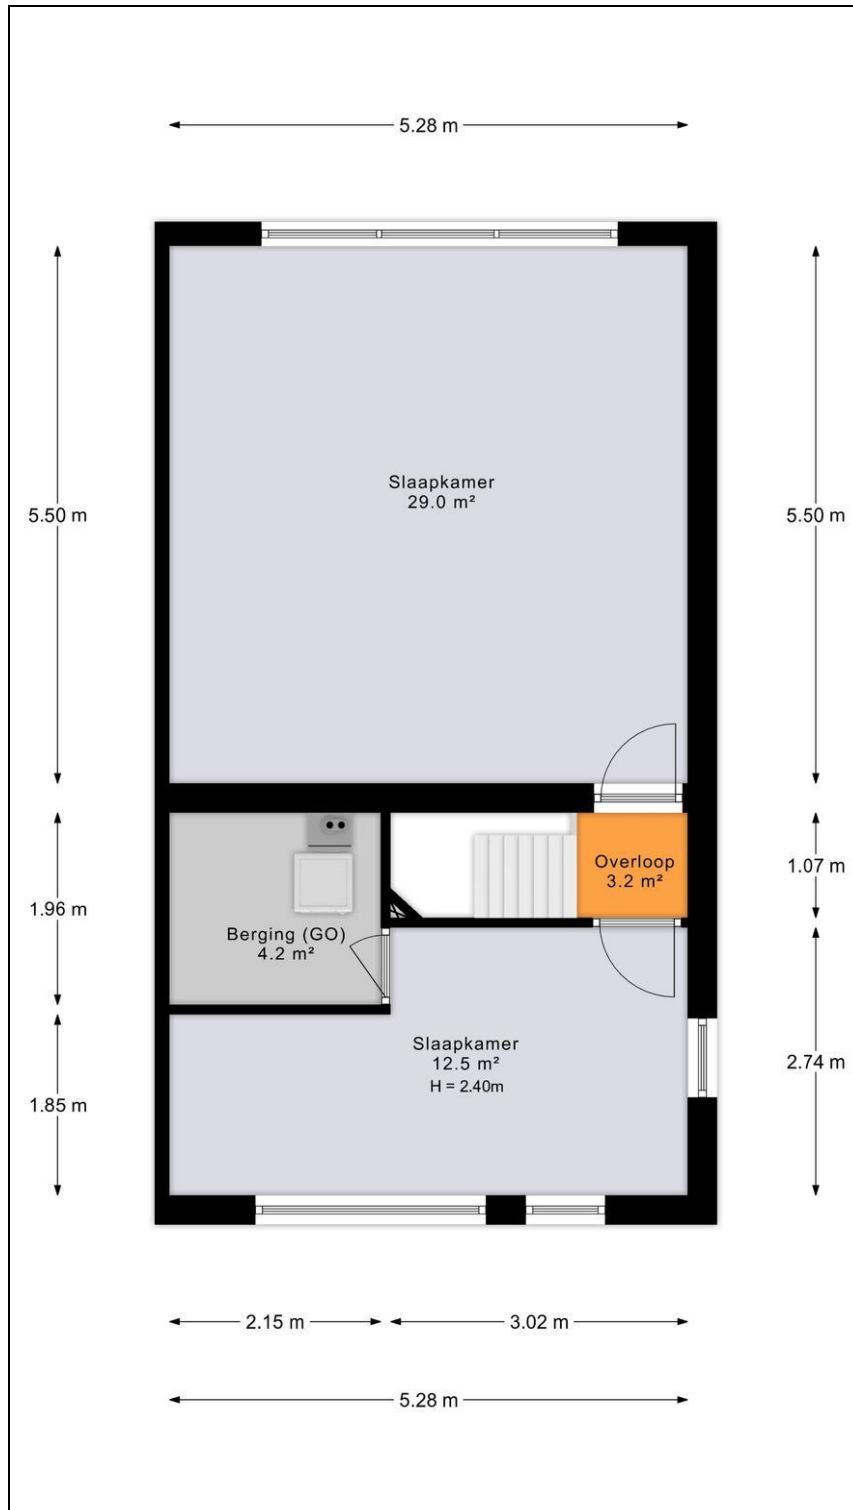 5.28 m
Slaapkamer
29.0 m²
5.50 m
5.50 m
Overloop
3.2 m²
1.07 m
1.96 m
Berging (GO)
4.2 m²
Slaapkamer
12.5 m²
H = 2.40m
2.74 m
1.85 m
2.15 m
3.02 m
5.28 m